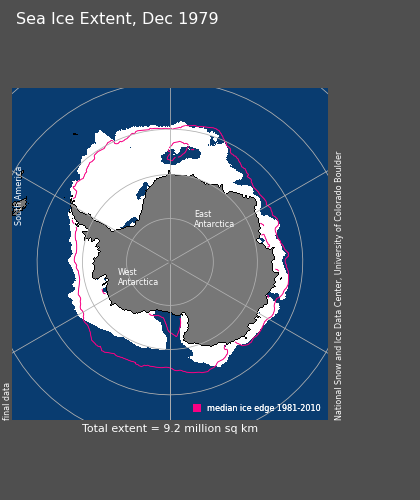 Sea Ice Extent, Dec 1979
South America
East
Antarctica
West
Antarctica
National Snow and Ice Data Center, University of Colorado Boulder
final data
median ice edge 1981-2010
Total extent = 9.2 million sq km